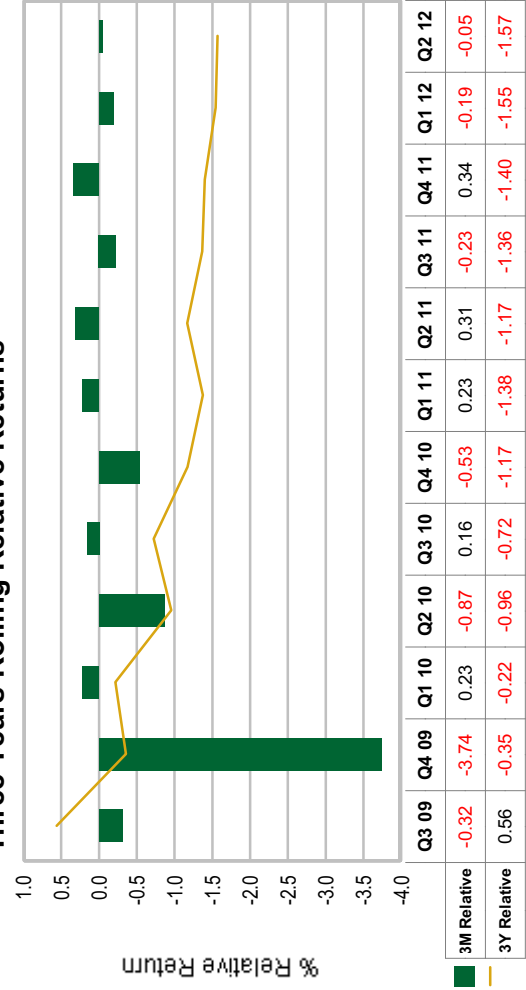 Three Years Rolling Relative Returns
% Relative Return
1.0
0.5
0.0
-0.5
-1.0
-1.5
-2.0
-2.5
-3.0
-3.5
-4.0
Q3 09 Q4 09 Q1 10 Q2 10 Q3 10 Q4 10 Q1 11 Q2 11 Q3 11 Q4 11 Q1 12 Q2 12
3M Relative -0.32 -3.74 0.23 -0.87 0.16 -0.53 0.23 0.31 -0.23 0.34 -0.19 -0.05
3Y Relative 0.56 -0.35 -0.22 -0.96 -0.72 -1.17 -1.38 -1.17 -1.36 -1.40 -1.55 -1.57